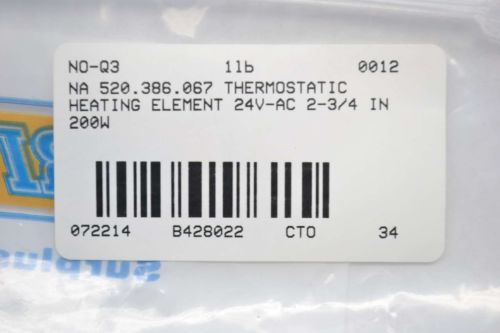 NO-Q3 1lb 0012
NA 520.386.067 THERMOSTATIC
HEATING ELEMENT 24V-AC 2-3/4 IN
200W
072214 B428022 CTO 34
surplus